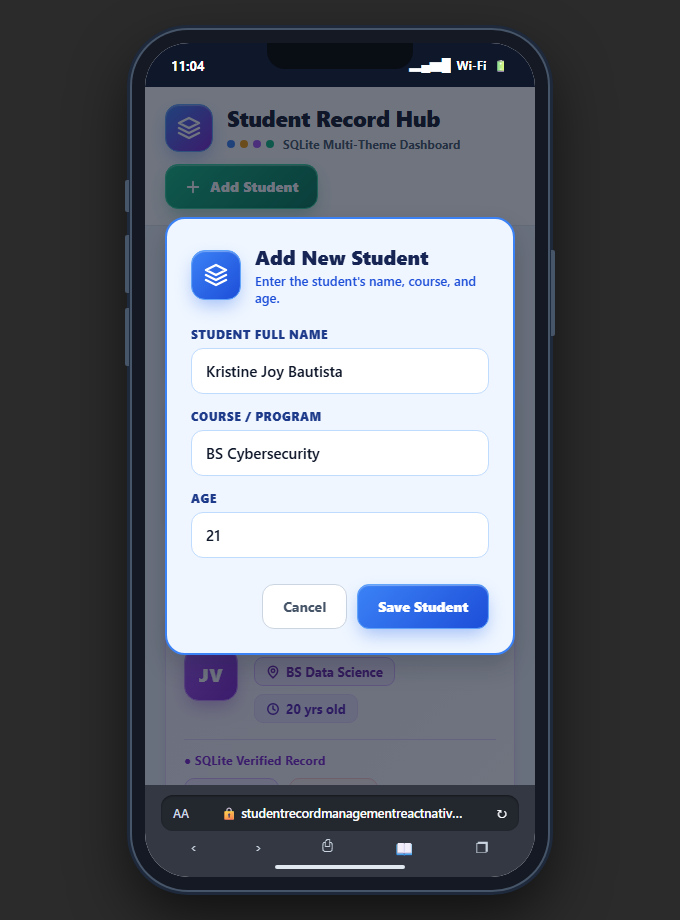 11:04
Wi-Fi
Student Record Hub
SQLite Multi-Theme Dashboard
+ Add Student
Add New Student
Enter the student's name, course, and
age.
STUDENT FULL NAME
Kristine Joy Bautista
COURSE / PROGRAM
BS Cybersecurity
AGE
21
Cancel
Save Student
JV
BS Data Science
20 yrs old
• SQLite Verified Record
AA
studentrecordmanagementreactnativ...